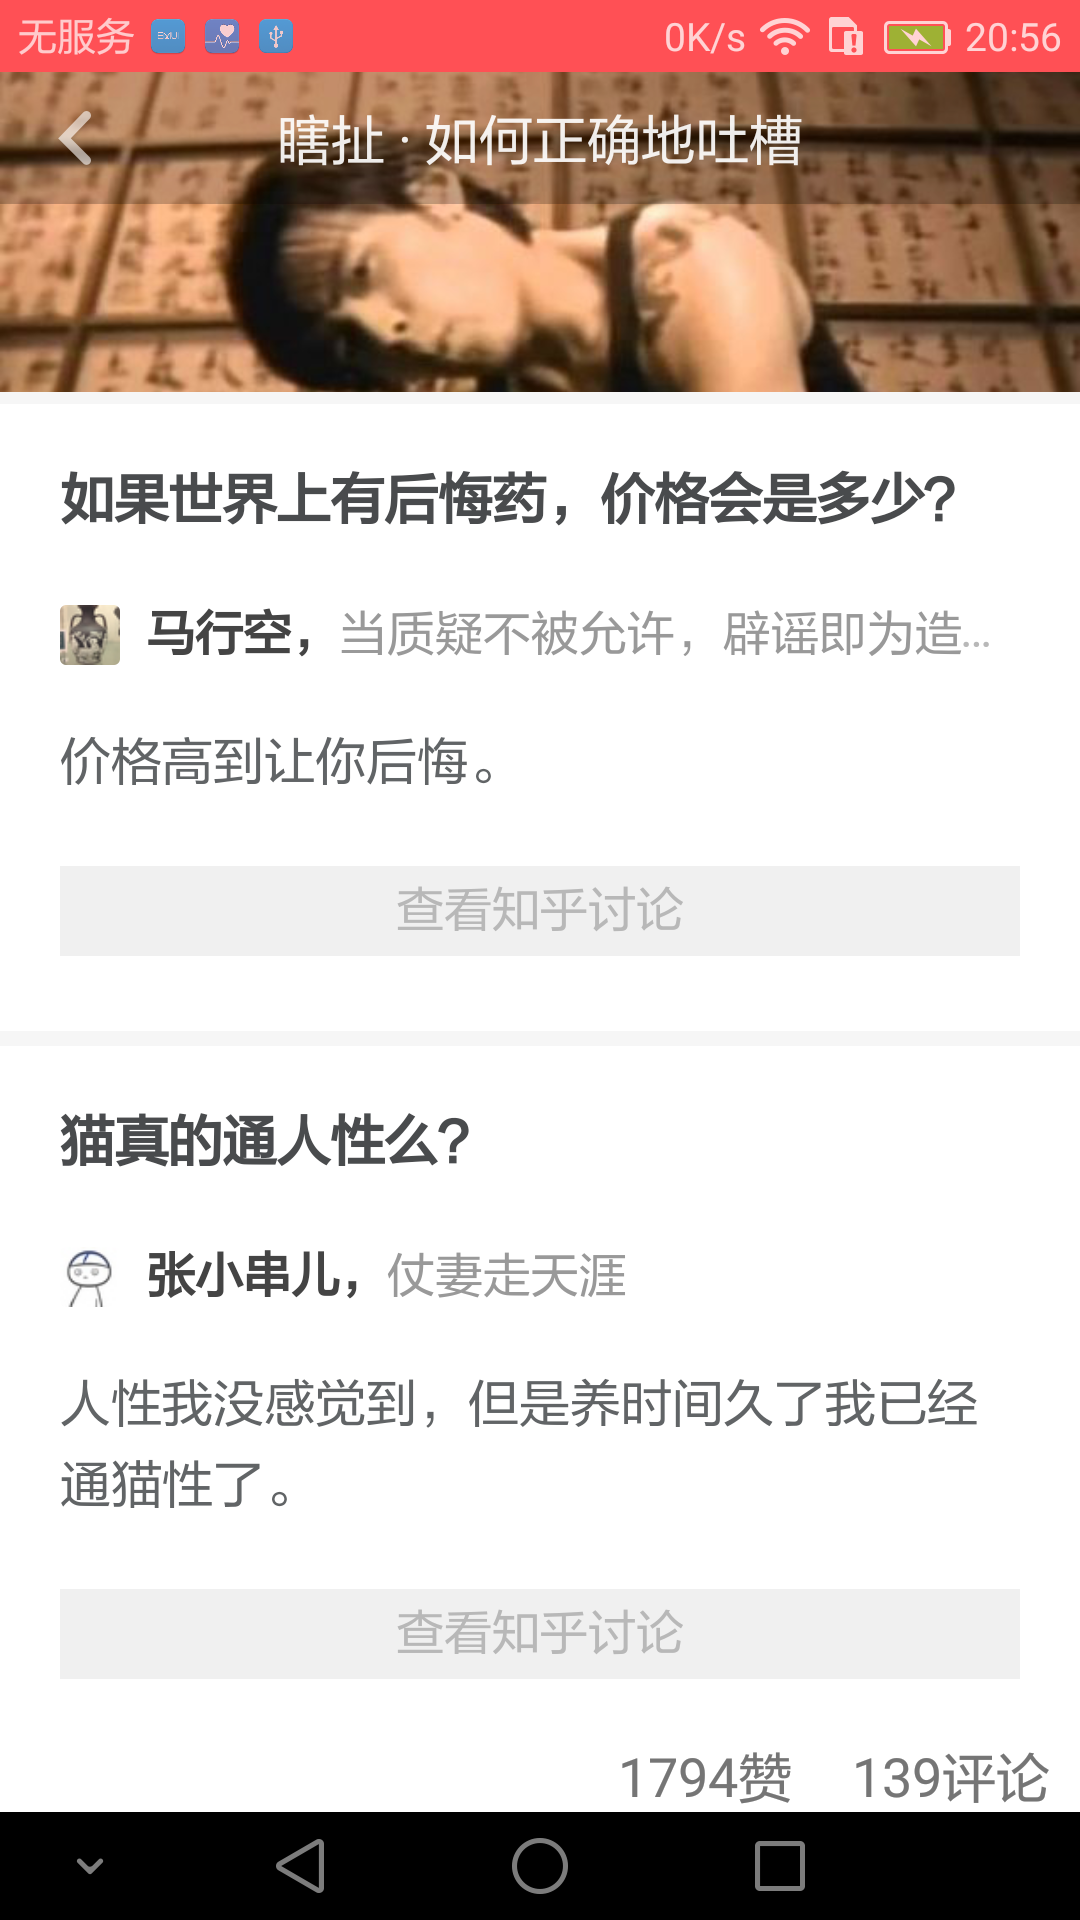 无服务 EMUI 0K/s 20:56
瞎扯 · 如何正确地吐槽
如果世界上有后悔药，价格会是多少？
马行空，当质疑不被允许，辟谣即为造...
价格高到让你后悔。
查看知乎讨论
猫真的通人性么？
张小串儿，仗妻走天涯
人性我没感觉到，但是养时间久了我已经
通猫性了。
查看知乎讨论
1794赞 139评论